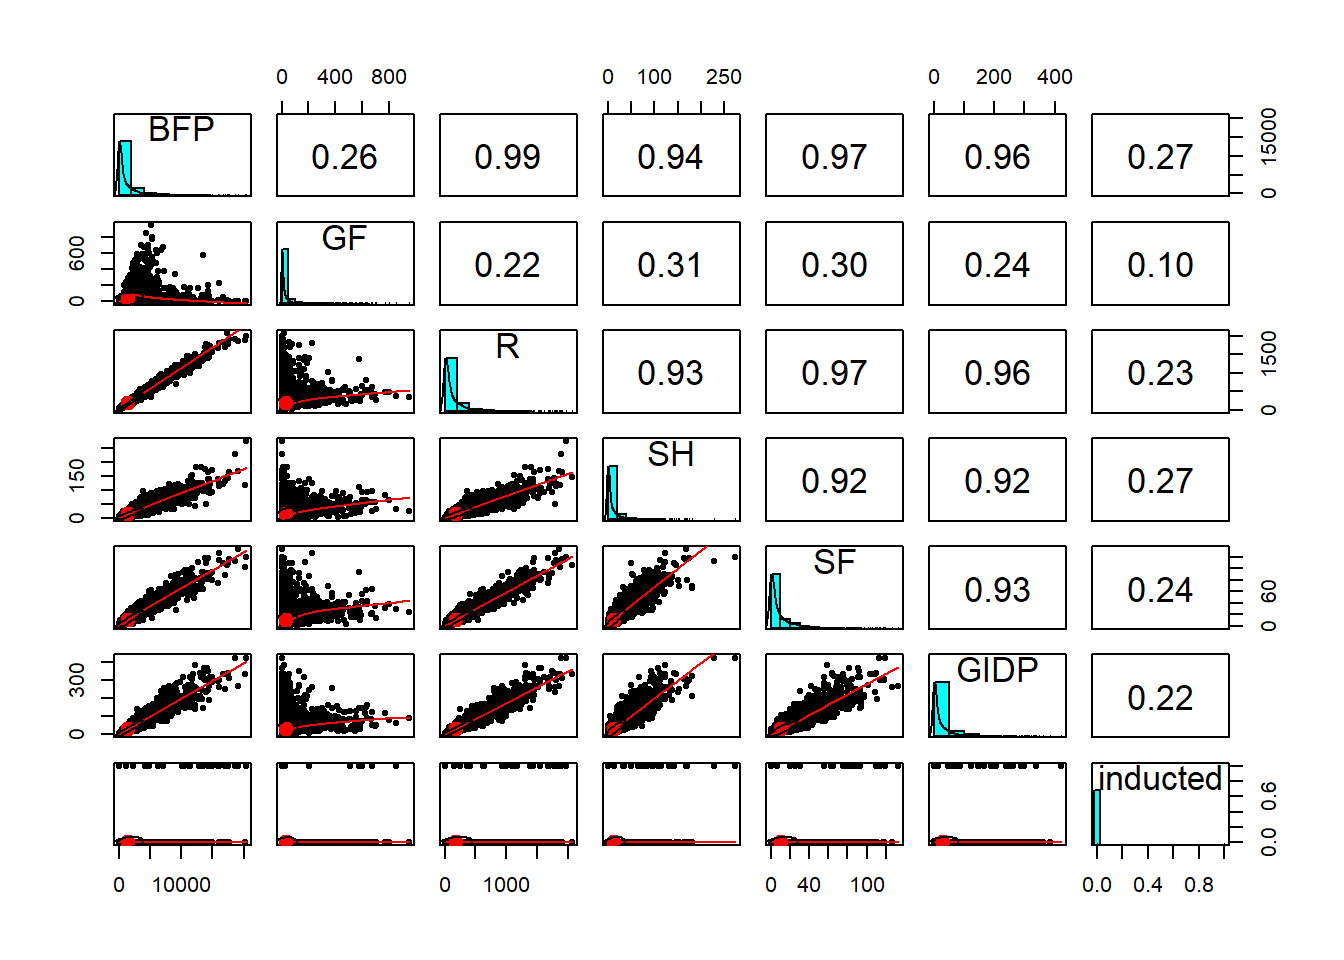 0 400 800 0 100 250 0 200 400
BFP 0.26 0.99 0.94 0.97 0.96 0.27 0 15000
0 600 GF 0.22 0.31 0.30 0.24 0.10
R 0.93 0.97 0.96 0.23 0 1500
0 150 SH 0.92 0.92 0.27
SF 0.93 0.24 0 60
0 300 GIDP 0.22
inducted 0.0 0.6
0 10000 0 1000 0 40 100 0.0 0.4 0.8